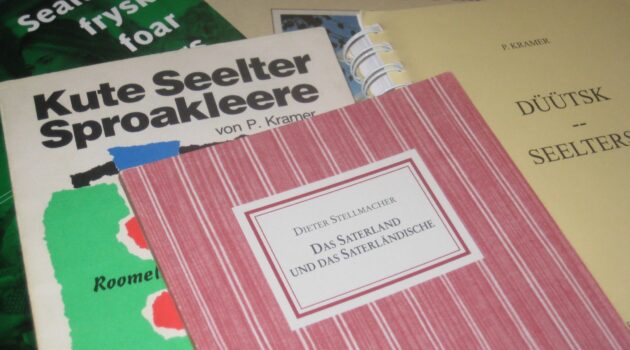 frysk
foar
Kute Seelter
Sproakleere
von P. Kramer
Roomel
DIETER STELLMACHER
DAS SATERLAND
UND DAS SATERLÄNDISCHE
P. KRAMER
DÜÜTSK
--
SEELTERS